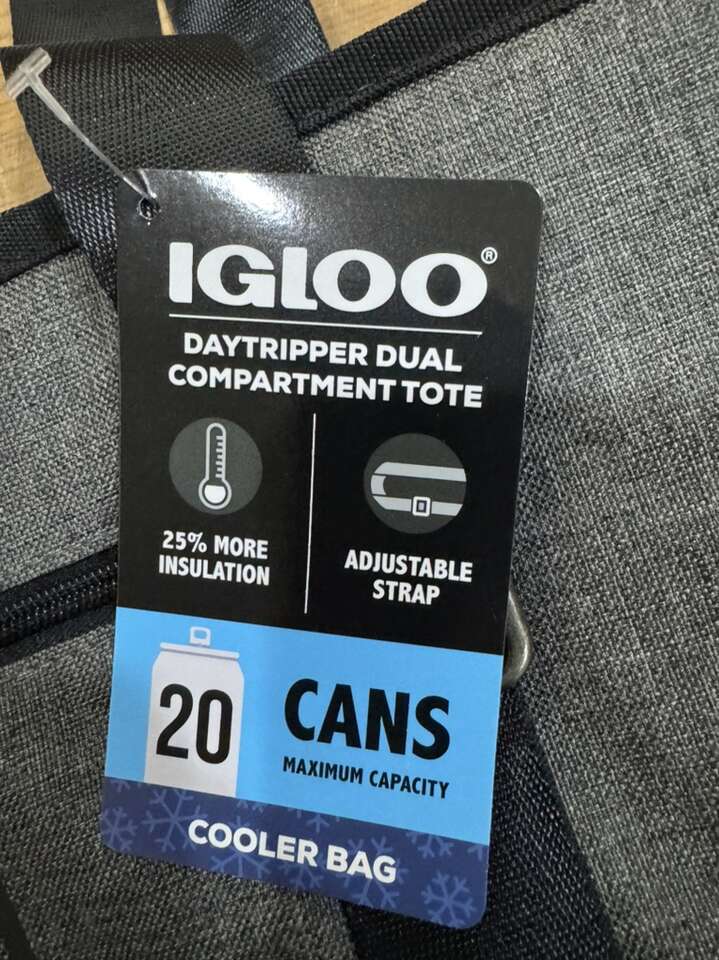 IGLOO®
DAYTRIPPER DUAL
COMPARTMENT TOTE
25% MORE
INSULATION
ADJUSTABLE
STRAP
20
CANS
MAXIMUM CAPACITY
COOLER BAG